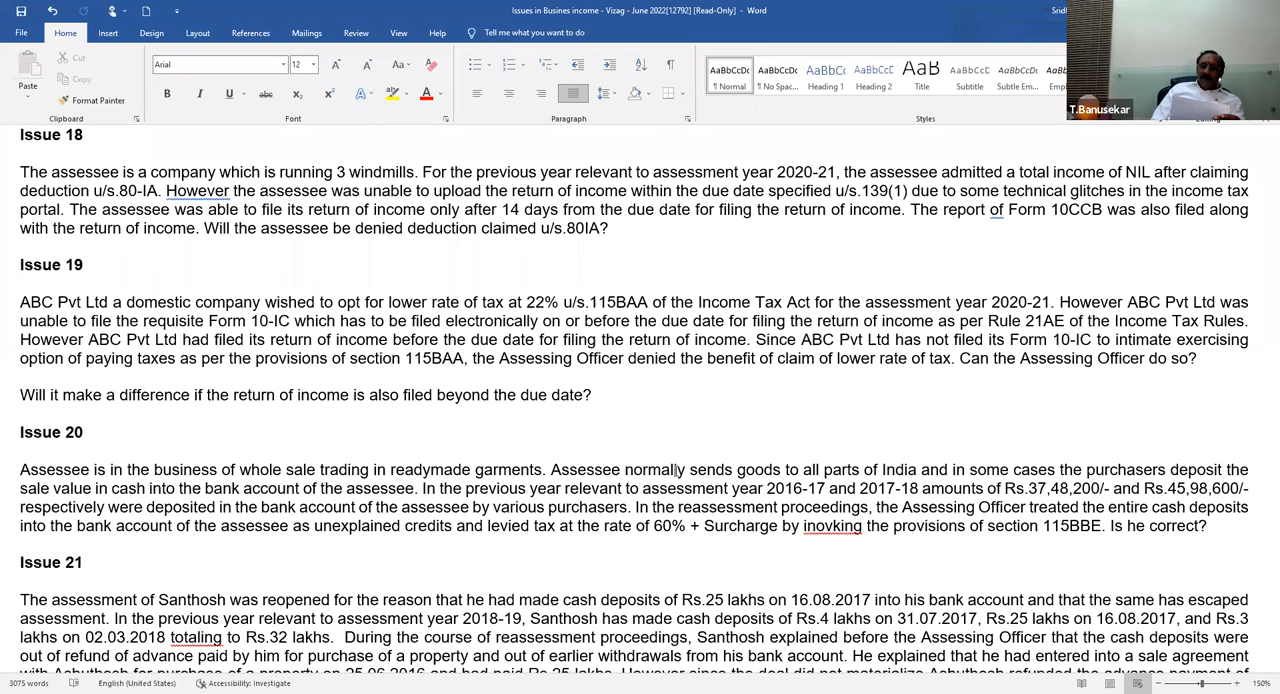 Issues in Busines income - Vizag - June 2022[12792] [Read-Only] - Word
Sridh
File Home Insert Design Layout References Mailings Review View Help Tell me what you want to do
Paste
Cut
Copy
Format Painter
Clipboard
Arial 12
Font
Paragraph
AaBbCcDc ¶ Normal
AaBbCcDc ¶ No Spac...
AaBbCc Heading 1
AaBbCcD Heading 2
AaB Title
AaBbCcC Subtitle
AaBbCcDc Subtle Em...
Styles
T.Banusekar
Issue 18
The assessee is a company which is running 3 windmills. For the previous year relevant to assessment year 2020-21, the assessee admitted a total income of NIL after claiming
deduction u/s.80-IA. However the assessee was unable to upload the return of income within the due date specified u/s.139(1) due to some technical glitches in the income tax
portal. The assessee was able to file its return of income only after 14 days from the due date for filing the return of income. The report of Form 10CCB was also filed along
with the return of income. Will the assessee be denied deduction claimed u/s.80IA?
Issue 19
ABC Pvt Ltd a domestic company wished to opt for lower rate of tax at 22% u/s.115BAA of the Income Tax Act for the assessment year 2020-21. However ABC Pvt Ltd was
unable to file the requisite Form 10-IC which has to be filed electronically on or before the due date for filing the return of income as per Rule 21AE of the Income Tax Rules.
However ABC Pvt Ltd had filed its return of income before the due date for filing the return of income. Since ABC Pvt Ltd has not filed its Form 10-IC to intimate exercising
option of paying taxes as per the provisions of section 115BAA, the Assessing Officer denied the benefit of claim of lower rate of tax. Can the Assessing Officer do so?
Will it make a difference if the return of income is also filed beyond the due date?
Issue 20
Assessee is in the business of whole sale trading in readymade garments. Assessee normally sends goods to all parts of India and in some cases the purchasers deposit the
sale value in cash into the bank account of the assessee. In the previous year relevant to assessment year 2016-17 and 2017-18 amounts of Rs.37,48,200/- and Rs.45,98,600/-
respectively were deposited in the bank account of the assessee by various purchasers. In the reassessment proceedings, the Assessing Officer treated the entire cash deposits
into the bank account of the assessee as unexplained credits and levied tax at the rate of 60% + Surcharge by inovking the provisions of section 115BBE. Is he correct?
Issue 21
The assessment of Santhosh was reopened for the reason that he had made cash deposits of Rs.25 lakhs on 16.08.2017 into his bank account and that the same has escaped
assessment. In the previous year relevant to assessment year 2018-19, Santhosh has made cash deposits of Rs.4 lakhs on 31.07.2017, Rs.25 lakhs on 16.08.2017, and Rs.3
lakhs on 02.03.2018 totaling to Rs.32 lakhs. During the course of reassessment proceedings, Santhosh explained before the Assessing Officer that the cash deposits were
out of refund of advance paid by him for purchase of a property and out of earlier withdrawals from his bank account. He explained that he had entered into a sale agreement
3075 words English (United States) Accessibility: Investigate 150%